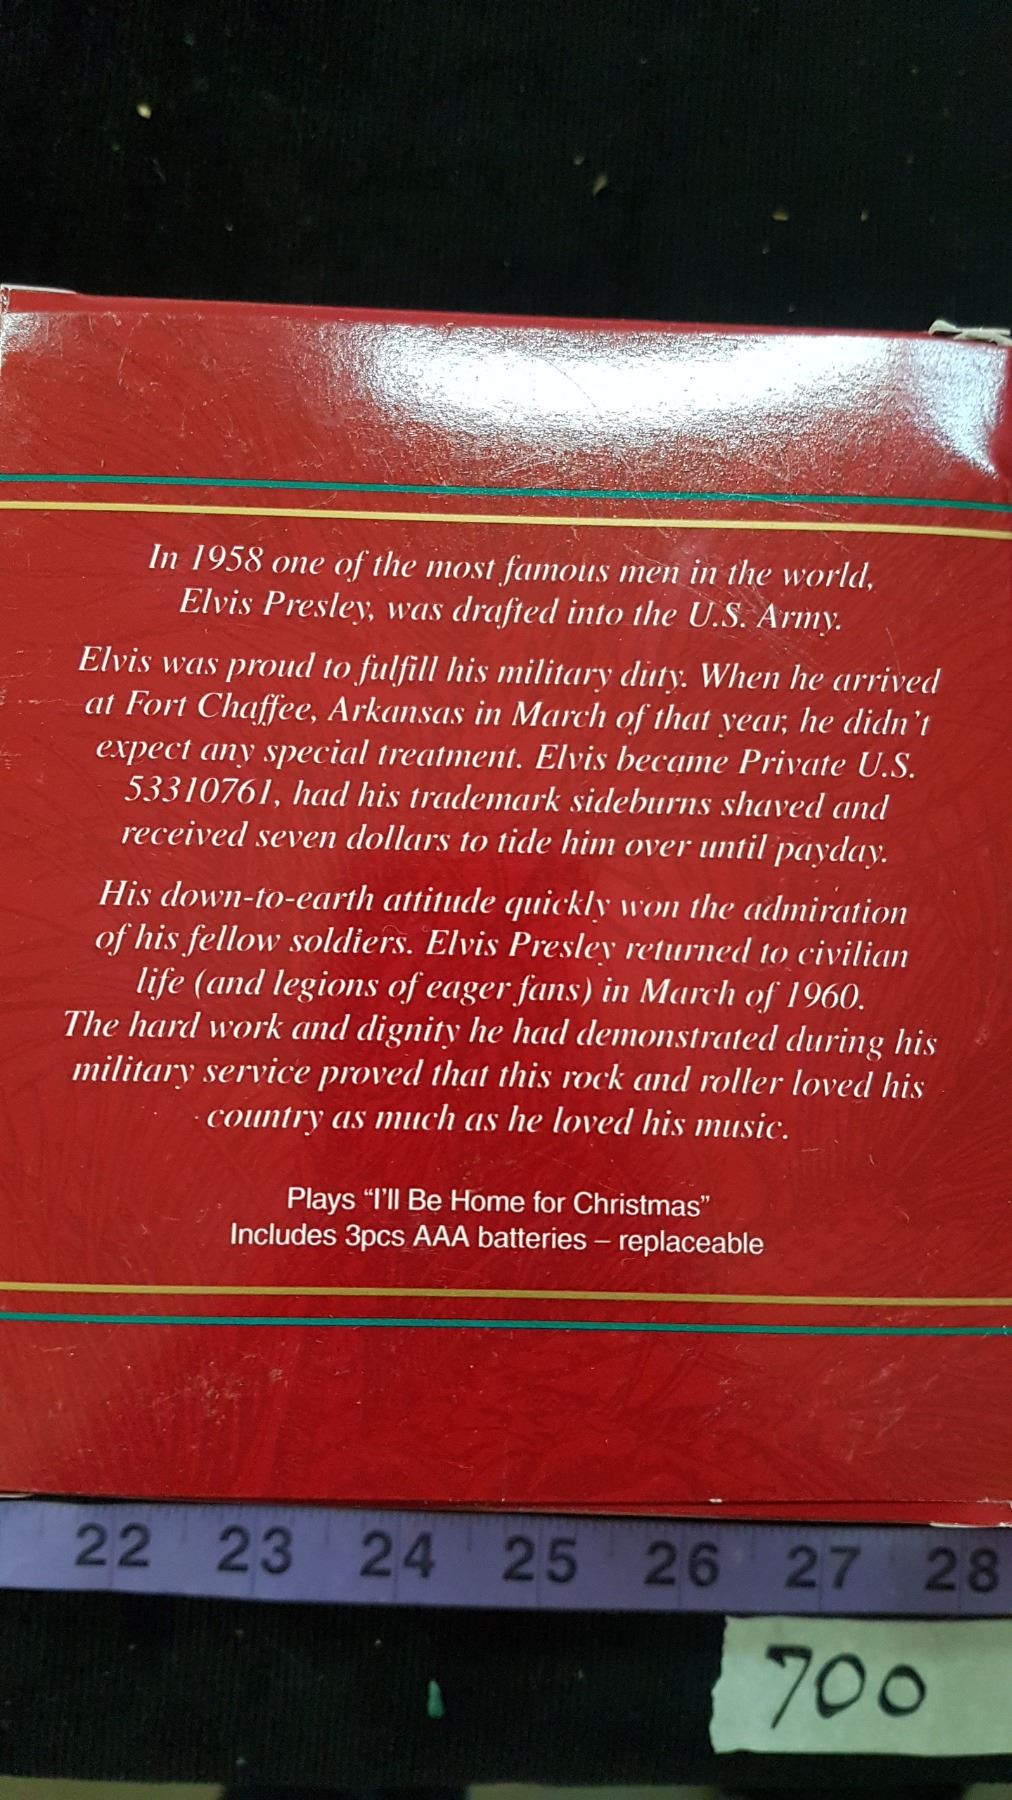 In 1958 one of the most famous men in the world,
Elvis Presley, was drafted into the U.S. Army.
Elvis was proud to fulfill his military duty. When he arrived
at Fort Chaffee, Arkansas in March of that year, he didn't
expect any special treatment. Elvis became Private U.S.
53310761, had his trademark sideburns shaved and
received seven dollars to tide him over until payday.
His down-to-earth attitude quickly won the admiration
of his fellow soldiers. Elvis Presley returned to civilian
life (and legions of eager fans) in March of 1960.
The hard work and dignity he had demonstrated during his
military service proved that this rock and roller loved his
country as much as he loved his music.
Plays “I'll Be Home for Christmas”
Includes 3pcs AAA batteries – replaceable
22 23 24 25 26 27 28
700